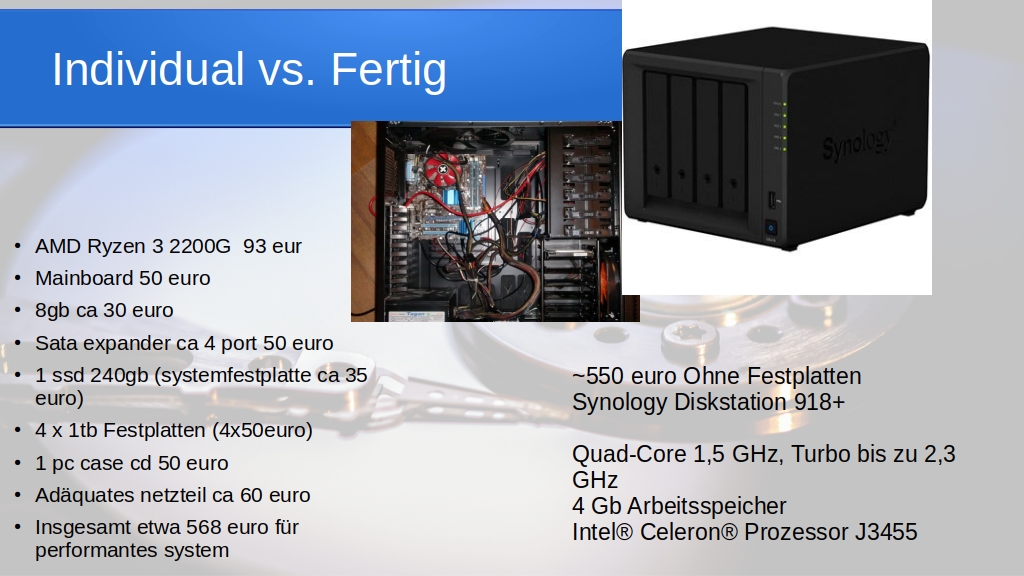 Individual vs. Fertig
Synology
• AMD Ryzen 3 2200G  93 eur
• Mainboard 50 euro
• 8gb ca 30 euro
• Sata expander ca 4 port 50 euro
• 1 ssd 240gb (systemfestplatte ca 35
euro)
• 4 x 1tb Festplatten (4x50euro)
• 1 pc case cd 50 euro
• Adäquates netzteil ca 60 euro
• Insgesamt etwa 568 euro für
performantes system
~550 euro Ohne Festplatten
Synology Diskstation 918+
Quad-Core 1,5 GHz, Turbo bis zu 2,3
GHz
4 Gb Arbeitsspeicher
Intel® Celeron® Prozessor J3455